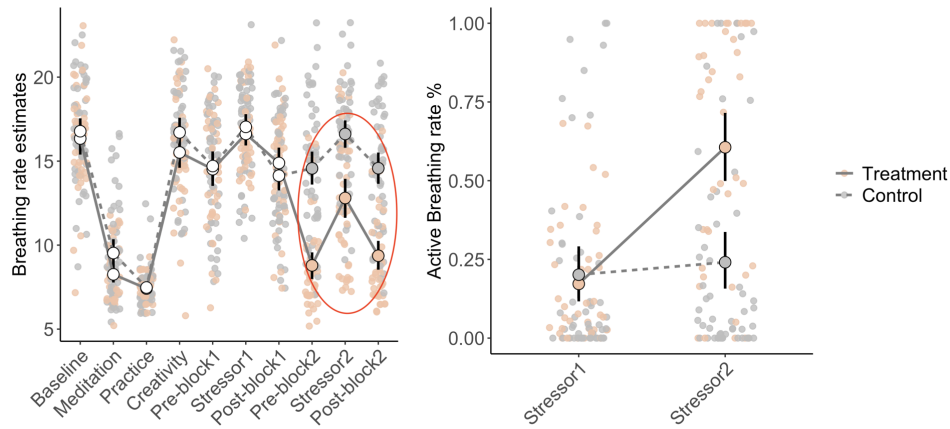 Breathing rate estimates
20
15
10
5
Baseline
Meditation
Practice
Creativity
Pre-block1
Stressor1
Post-block1
Pre-block2
Stressor2
Post-block2
Active Breathing rate %
1.00
0.75
0.50
0.25
0.00
Stressor1
Stressor2
Treatment
Control